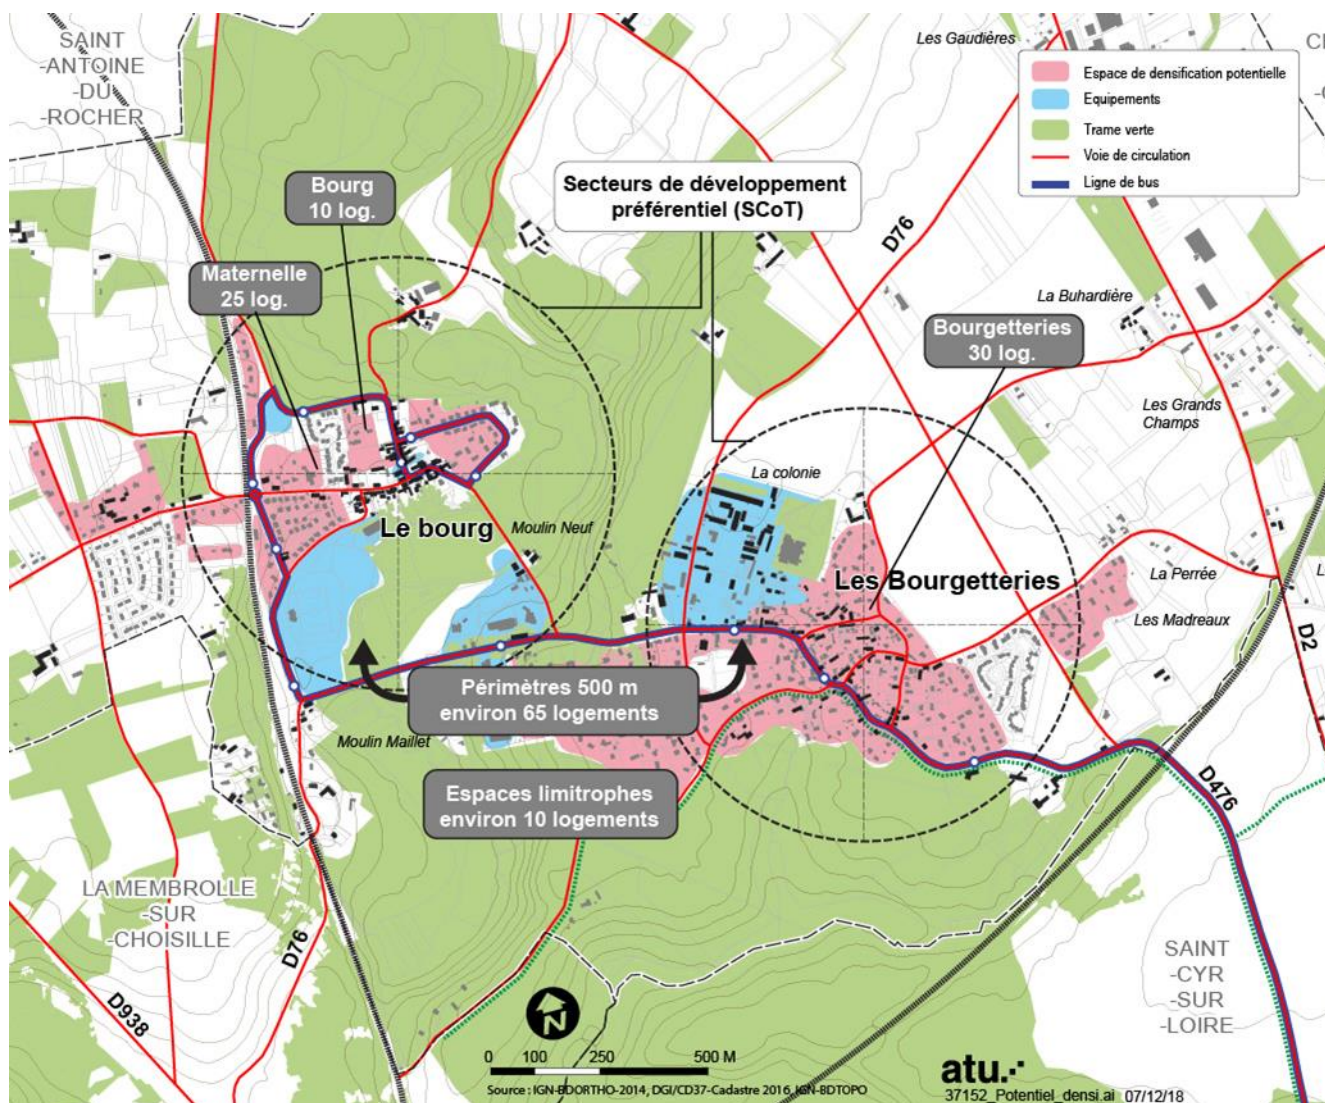 SAINT
-ANTOINE
-DU
-ROCHER
Les Gaudières
Espace de densification potentielle
Equipements
Trame verte
Voie de circulation
Ligne de bus
Bourg
10 log.
Secteurs de développement
préférentiel (SCoT)
D76
Maternelle
25 log.
La Buhardière
Bourgetteries
30 log.
Les Grands
Champs
La colonie
Le bourg
Moulin Neuf
Les Bourgetteries
La Perrée
Les Madreaux
D2
Périmètres 500 m
environ 65 logements
Moulin Maillet
Espaces limitrophes
environ 10 logements
D476
LA MEMBROLLE
-SUR
-CHOISILLE
D76
D938
SAINT
-CYR
-SUR
-LOIRE
N
0 100 250 500 M
Source : IGN-BDORTHO-2014, DGI/CD37-Cadastre 2016, IGN-BDTOPO
atu
37152_Potentiel_densi.ai 07/12/18